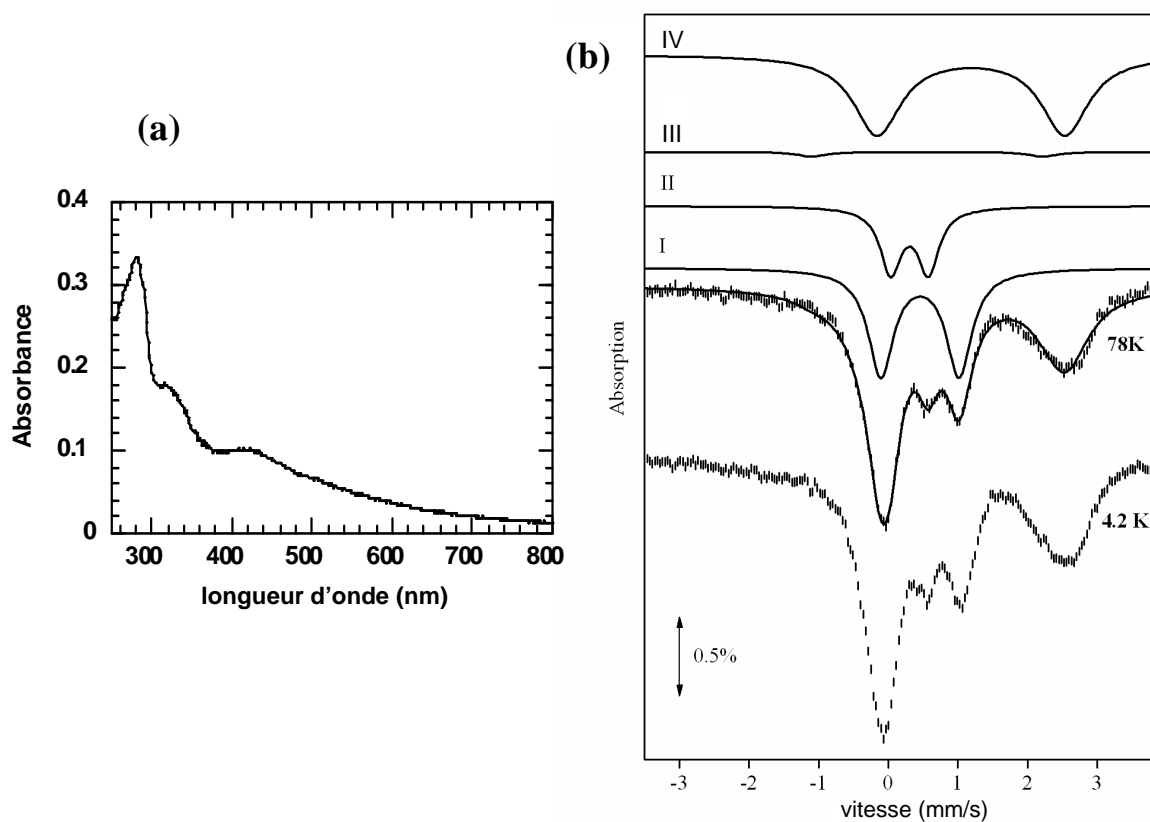 (a)
Absorbance
0.4
0.3
0.2
0.1
0
300 400 500 600 700 800
longueur d'onde (nm)
(b)
IV
III
II
I
78K
4.2 K
0.5%
Absorption
-3 -2 -1 0 1 2 3
vitesse (mm/s)